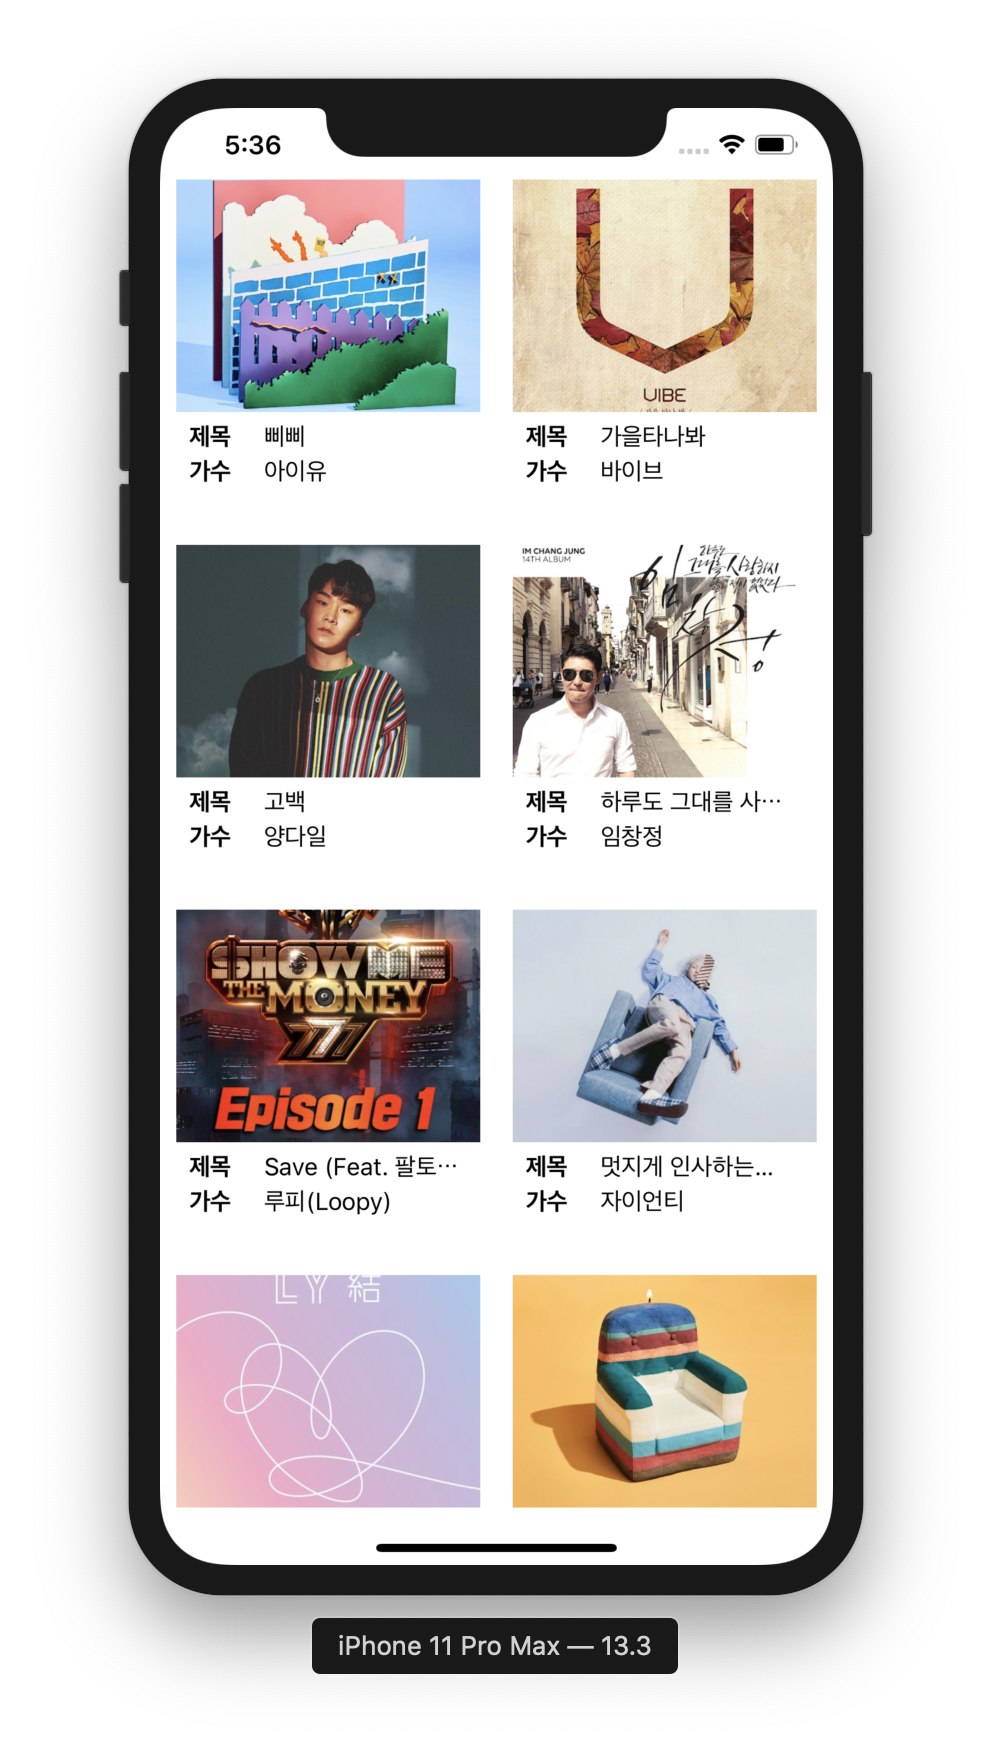 5:36
VIBE
제목 삐삐
가수 아이유
제목 가을타나봐
가수 바이브
IM CHANG JUNG
14TH ALBUM
임창정
제목 고백
가수 양다일
제목 하루도 그대를 사…
가수 임창정
SHOW ME
THE MONEY
777
Episode 1
제목 Save (Feat. 팔토…
가수 루피(Loopy)
제목 멋지게 인사하는...
가수 자이언티
LY 結
iPhone 11 Pro Max — 13.3